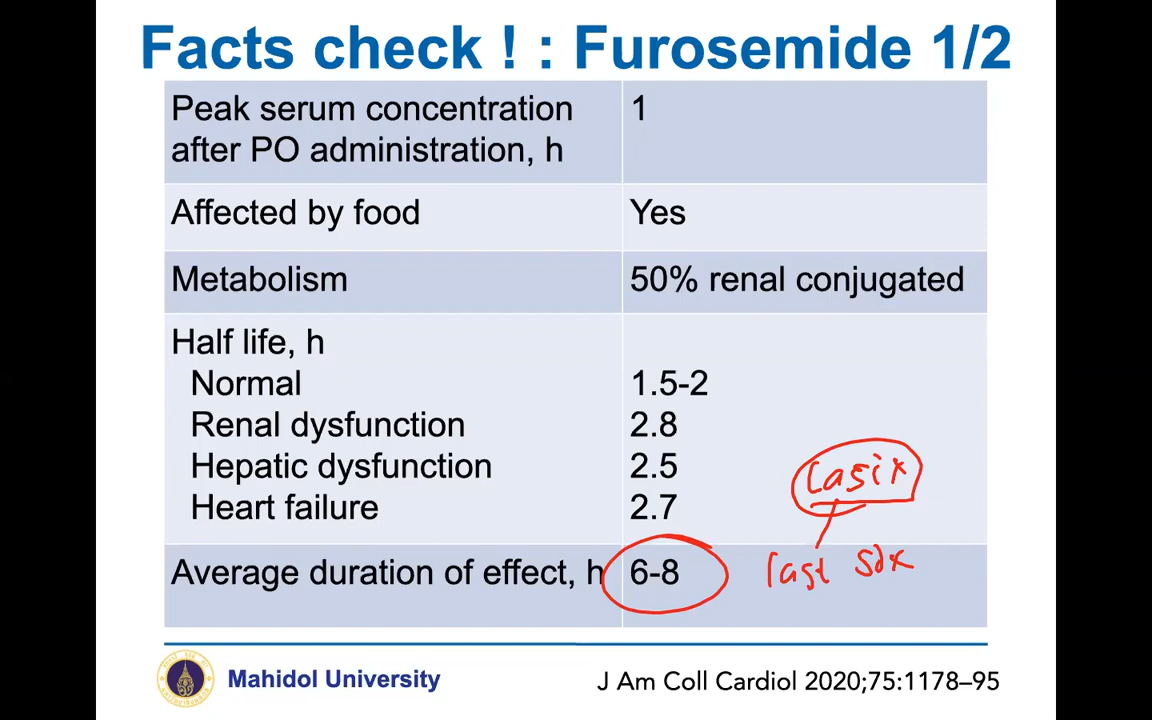 Facts check ! : Furosemide 1/2
Peak serum concentration 1
after PO administration, h
Affected by food Yes
Metabolism 50% renal conjugated
Half life, h
Normal 1.5-2
Renal dysfunction 2.8
Hepatic dysfunction 2.5
Heart failure 2.7
lasix
Average duration of effect, h 6-8
last six
Mahidol University
J Am Coll Cardiol 2020;75:1178–95